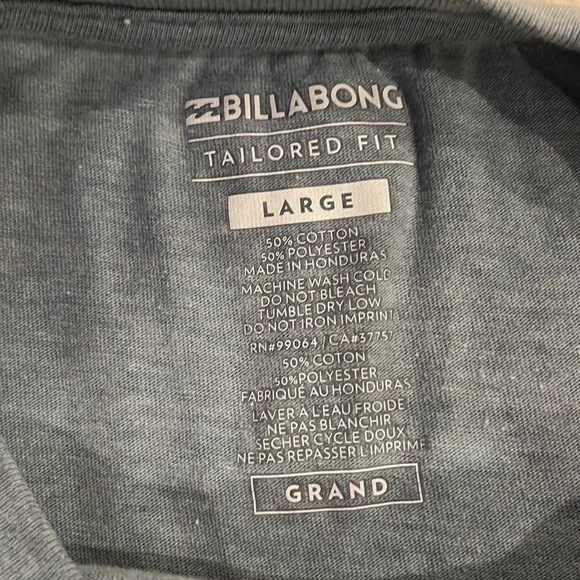 BILLABONG
TAILORED FIT
LARGE
50% COTTON
50% POLYESTER
MADE IN HONDURAS
MACHINE WASH COLD
DO NOT BLEACH
TUMBLE DRY LOW
DO NOT IRON IMPRINT
RN#99064 / CA#37757
50% COTON
50%POLYESTER
FABRIQUÉ AU HONDURAS
LAVER À L EAU FROIDE
NE PAS BLANCHIR
SECHER CYCLE DOUX
NE PAS REPASSER L'IMPRIME
GRAND